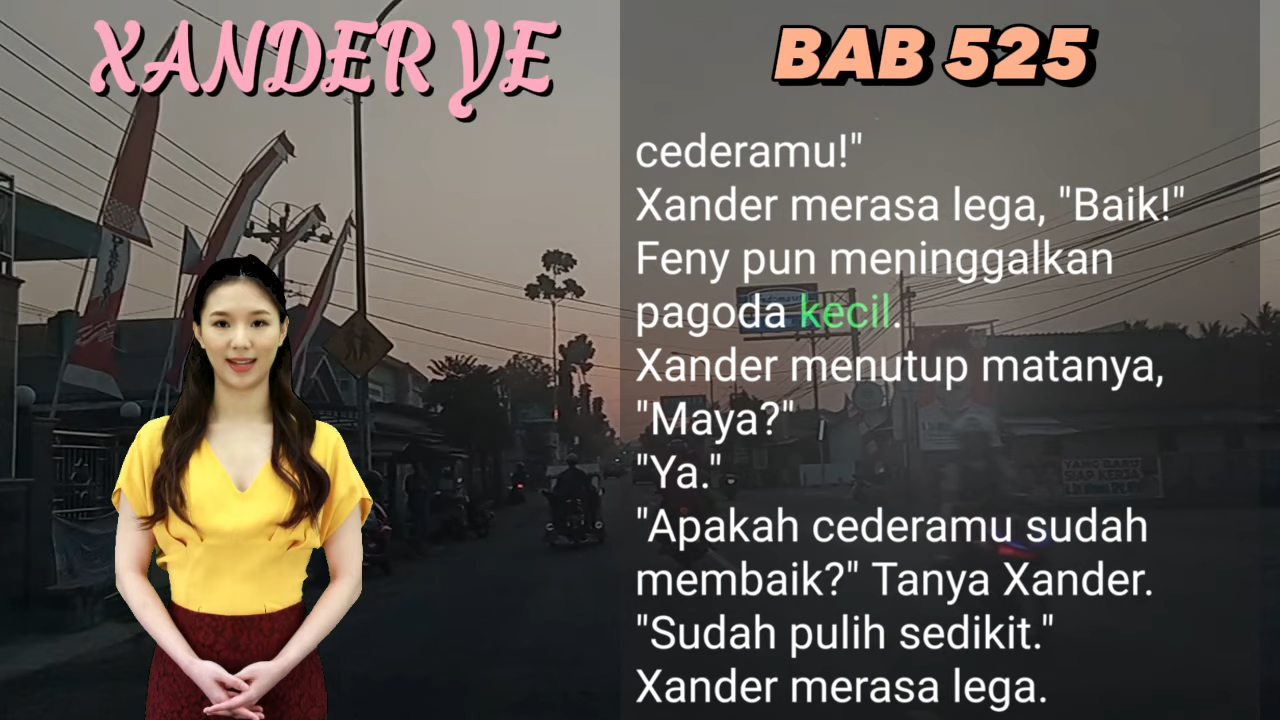 XANDER YE
BAB 525
cederamu!"
Xander merasa lega, "Baik!"
Feny pun meninggalkan
pagoda kecil.
Xander menutup matanya,
"Maya?"
"Ya."
"Apakah cederamu sudah
membaik?" Tanya Xander.
"Sudah pulih sedikit."
Xander merasa lega.